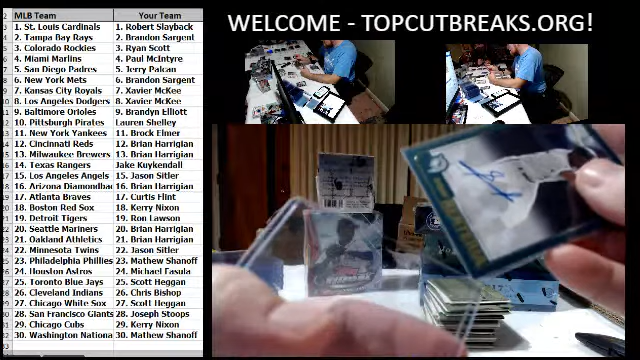 WELCOME - TOPCUTBREAKS.ORG!
MLB Team Your Team
1. St. Louis Cardinals 1. Robert Slayback
2. Tampa Bay Rays 2. Brandon Sargent
3. Colorado Rockies 3. Ryan Scott
4. Miami Marlins 4. Paul McIntyre
5. San Diego Padres 5. Jerry Palcan
6. New York Mets 6. Brandon Sargent
7. Kansas City Royals 7. Xavier McKee
8. Los Angeles Dodgers 8. Xavier McKee
9. Baltimore Orioles 9. Brandyn Elliott
10. Pittsburgh Pirates Lauren Shelley
11. New York Yankees 11. Brock Elmer
12. Cincinnati Reds 12. Brian Harrigian
13. Milwaukee Brewers 13. Brian Harrigian
14. Texas Rangers Jake Kuykendall
15. Los Angeles Angels 15. Jason Sitler
16. Arizona Diamondba 16. Brian Harrigian
17. Atlanta Braves 17. Curtis Flint
18. Boston Red Sox 18. Kerry Nixon
19. Detroit Tigers 19. Ron Lawson
20. Seattle Mariners 20. Brian Harrigian
21. Oakland Athletics 21. Brian Harrigian
22. Minnesota Twins 22. Jason Sitler
23. Philadelphia Phillies 23. Mathew Shanoff
24. Houston Astros 24. Michael Fasula
25. Toronto Blue Jays 25. Scott Heggan
26. Cleveland Indians 26. Chris Bishop
27. Chicago White Sox 27. Scott Heggan
28. San Francisco Giants 28. Joseph Stoops
29. Chicago Cubs 29. Kerry Nixon
30. Washington Nationa 30. Mathew Shanoff